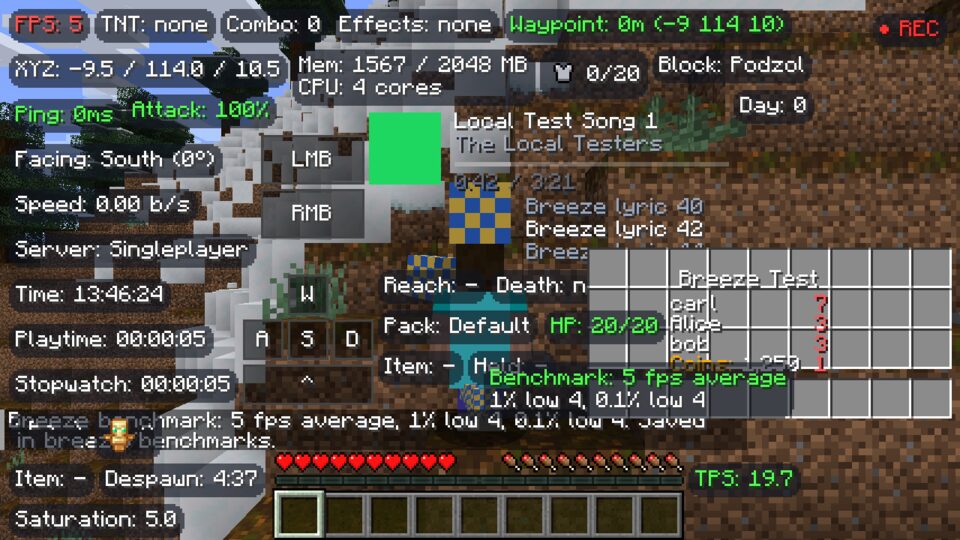 FPS: 5
TNT: none
Combo: 0
Effects: none
Waypoint: 0m (-9 114 10)
● REC
XYZ: -9.5 / 114.0 / 10.5
Mem: 1567 / 2048 MB
CPU: 4 cores
0/20
Block: Podzol
Ping: 0ms
Attack: 100%
Day: 0
Local Test Song 1
The Local Testers
0:42 / 3:21
Facing: South (0°)
LMB
RMB
Speed: 0.00 b/s
Breeze lyric 40
Breeze lyric 42
Breeze
Server: Singleplayer
Time: 13:46:24
W
Reach: -
Death: n
Breeze Test
carl 7
Alice 3
bob 3
Coins: 1,250 1
Playtime: 00:00:05
A
S
D
^
Pack: Default
HP: 20/20
Item: -
Held: -
Stopwatch: 00:00:05
Benchmark: 5 fps average
1% low 4, 0.1% low 4
Breeze benchmark: 5 fps average, 1% low 4, 0.1% low 4. Saved
in breeze benchmarks.
Item: -
Despawn: 4:37
TPS: 19.7
Saturation: 5.0